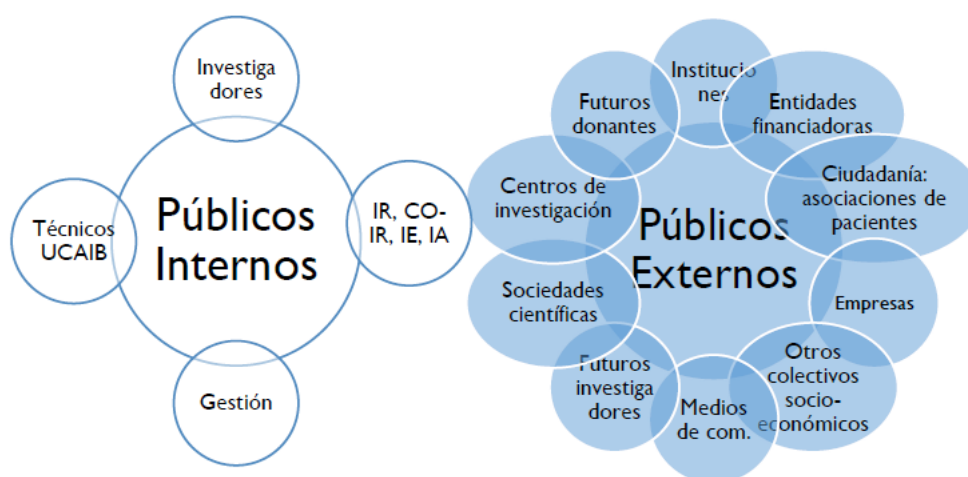 Investiga
dores
Públicos
Internos
IR, CO-
IR, IE, IA
Técnicos
UCAIB
Gestión
Institucio
nes
Entidades
financiadoras
Ciudadanía:
asociaciones de
pacientes
Empresas
Otros
colectivos
socio-
económicos
Medios
de com.
Futuros
investiga
dores
Sociedades
científicas
Centros de
investigación
Futuros
donantes
Públicos
Externos